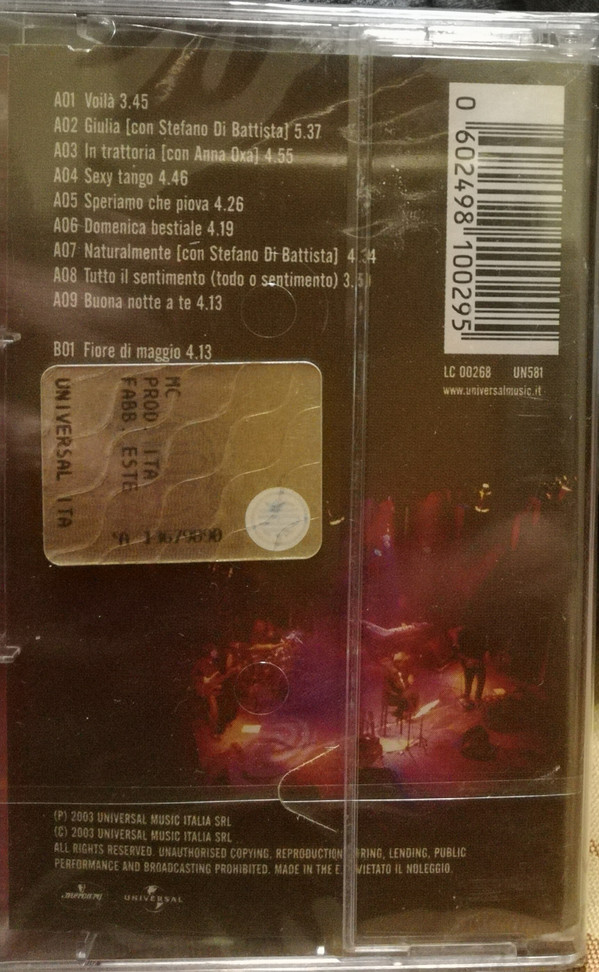 A01 Voilà 3.45
A02 Giulia [con Stefano Di Battista] 5.37
A03 In trattoria [con Anna Oxa] 4.55
A04 Sexy tango 4.46
A05 Speriamo che piova 4.26
A06 Domenica bestiale 4.19
A07 Naturalmente [con Stefano Di Battista]
A08 Tutto il sentimento (todo o sentimento)
A09 Buona notte a te 4.13
B01 Fiore di maggio 4.13
0 602498 100295
LC 00268 UN581
www.universalmusic.it
MC
PROD. ITA
FABB. ESTE
UNIVERSAL ITA
(P) 2003 UNIVERSAL MUSIC ITALIA SRL
(C) 2003 UNIVERSAL MUSIC ITALIA SRL
ALL RIGHTS RESERVED. UNAUTHORISED COPYING, REPRODUCTION, LENDING, PUBLIC
PERFORMANCE AND BROADCASTING PROHIBITED. MADE IN THE VIETATO IL NOLEGGIO.
UNIVERSAL